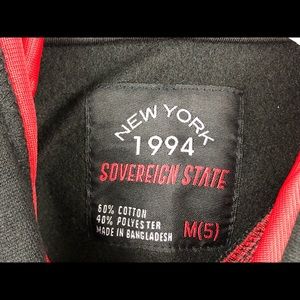 NEW YORK
1994
SOVEREIGN STATE
60% COTTON
40% POLYESTER
MADE IN BANGLADESH
M(5)